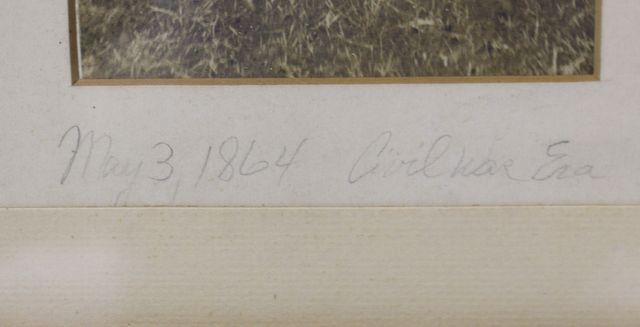 May 3, 1864 Civil War Era